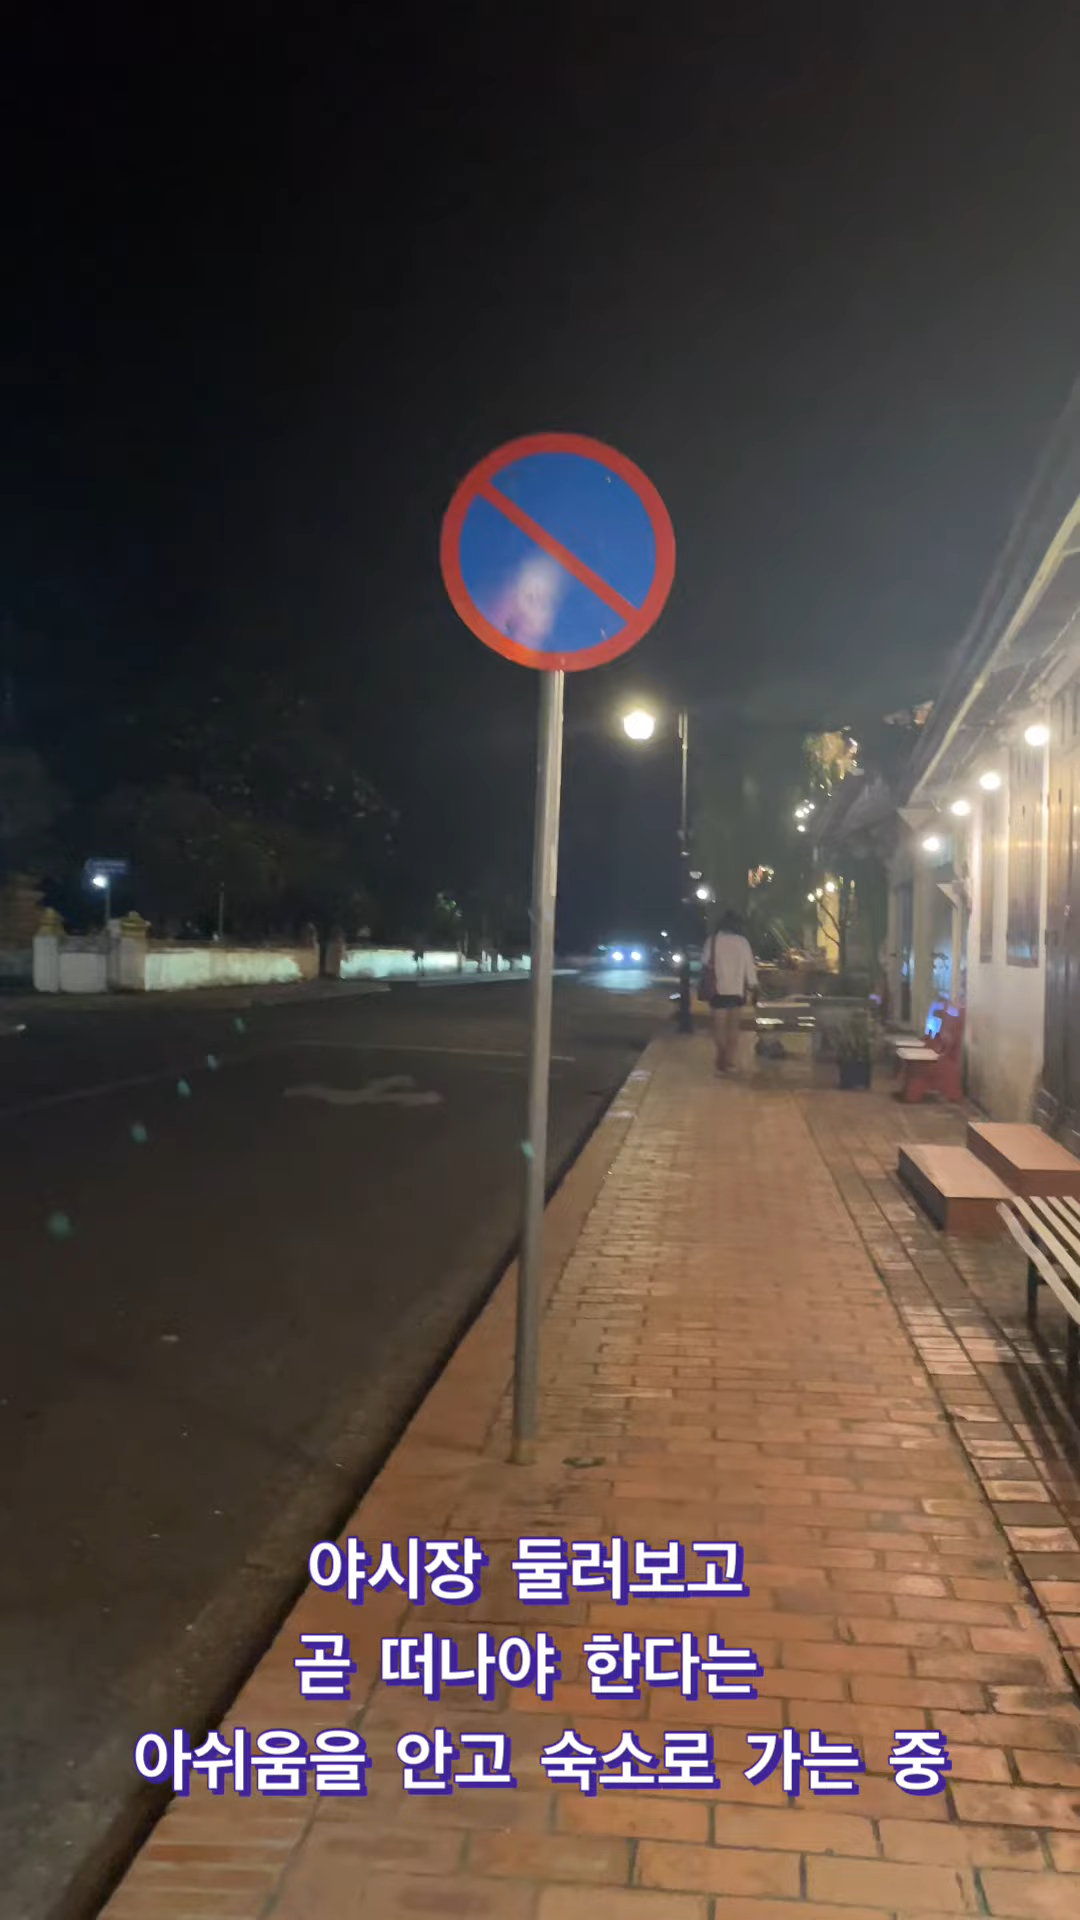 야시장 둘러보고
곧 떠나야 한다는
아쉬움을 안고 숙소로 가는 중